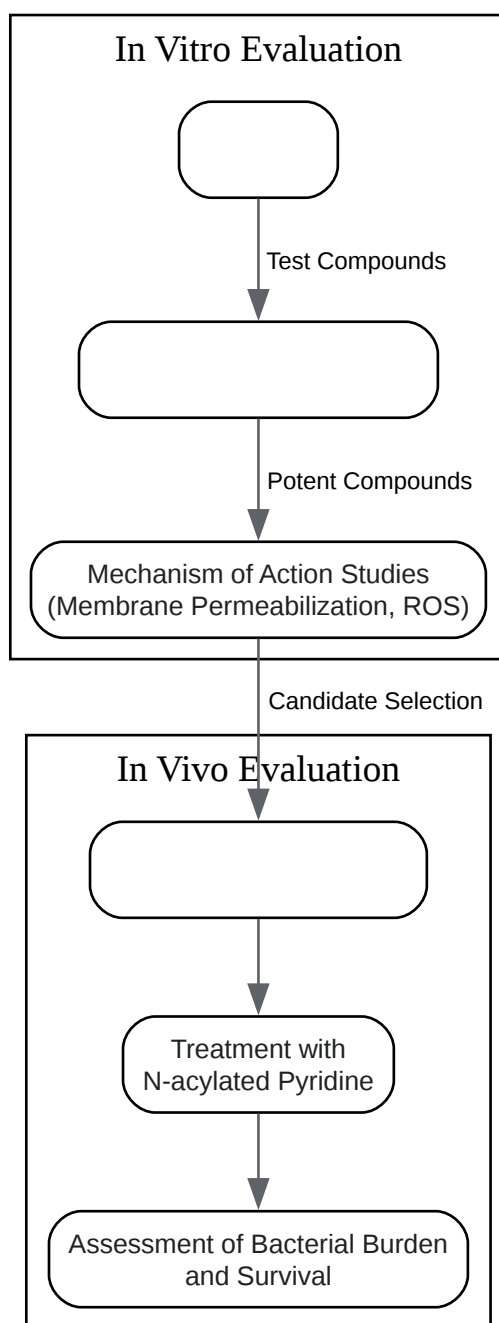 In Vitro Evaluation
Test Compounds
Potent Compounds
Mechanism of Action Studies
(Membrane Permeabilization, ROS)
Candidate Selection
In Vivo Evaluation
Treatment with
N-acylated Pyridine
Assessment of Bacterial Burden
and Survival